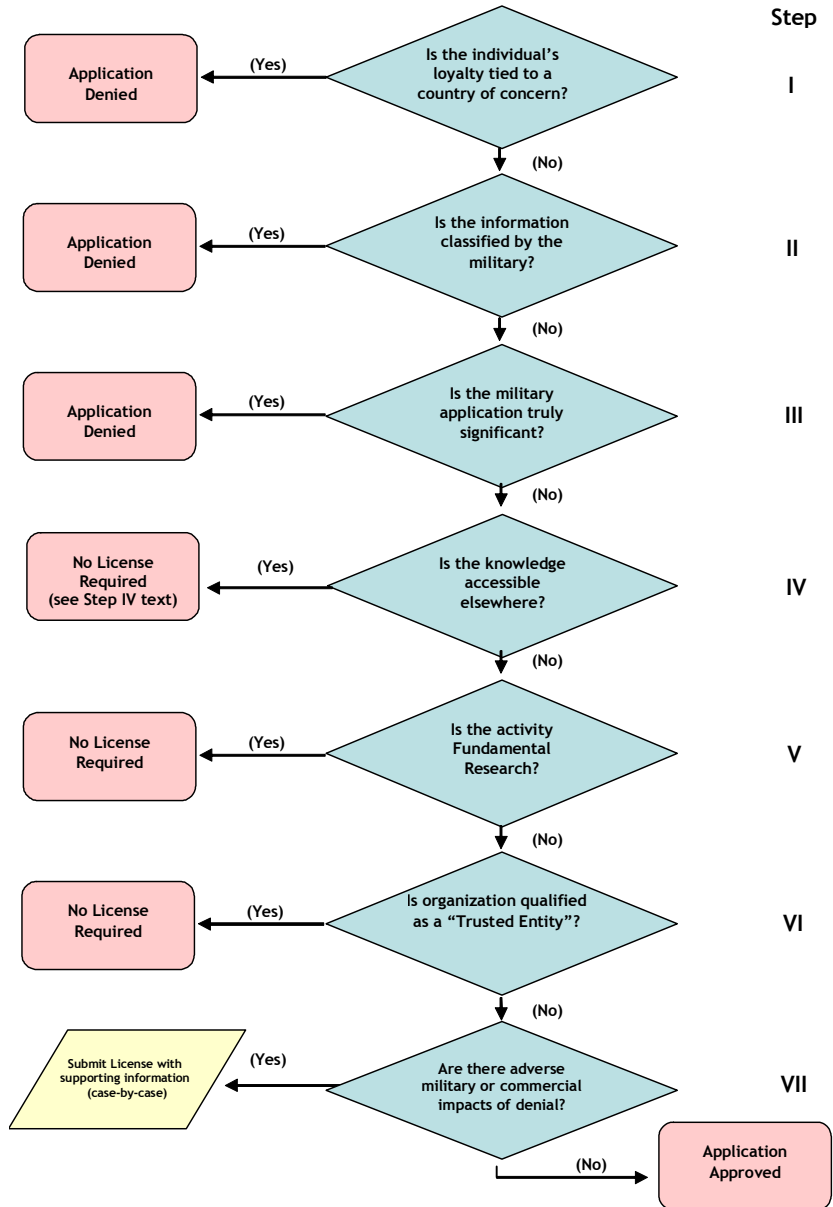 Step
Is the individual's
loyalty tied to a
country of concern?
(Yes)
Application
Denied
I
(No)
Is the information
classified by the
military?
(Yes)
Application
Denied
II
(No)
Is the military
application truly
significant?
(Yes)
Application
Denied
III
(No)
Is the knowledge
accessible
elsewhere?
(Yes)
No License
Required
(see Step IV text)
IV
(No)
Is the activity
Fundamental
Research?
(Yes)
No License
Required
V
(No)
Is organization qualified
as a “Trusted Entity”?
(Yes)
No License
Required
VI
(No)
Are there adverse
military or commercial
impacts of denial?
(Yes)
Submit License with
supporting information
(case-by-case)
VII
(No)
Application
Approved